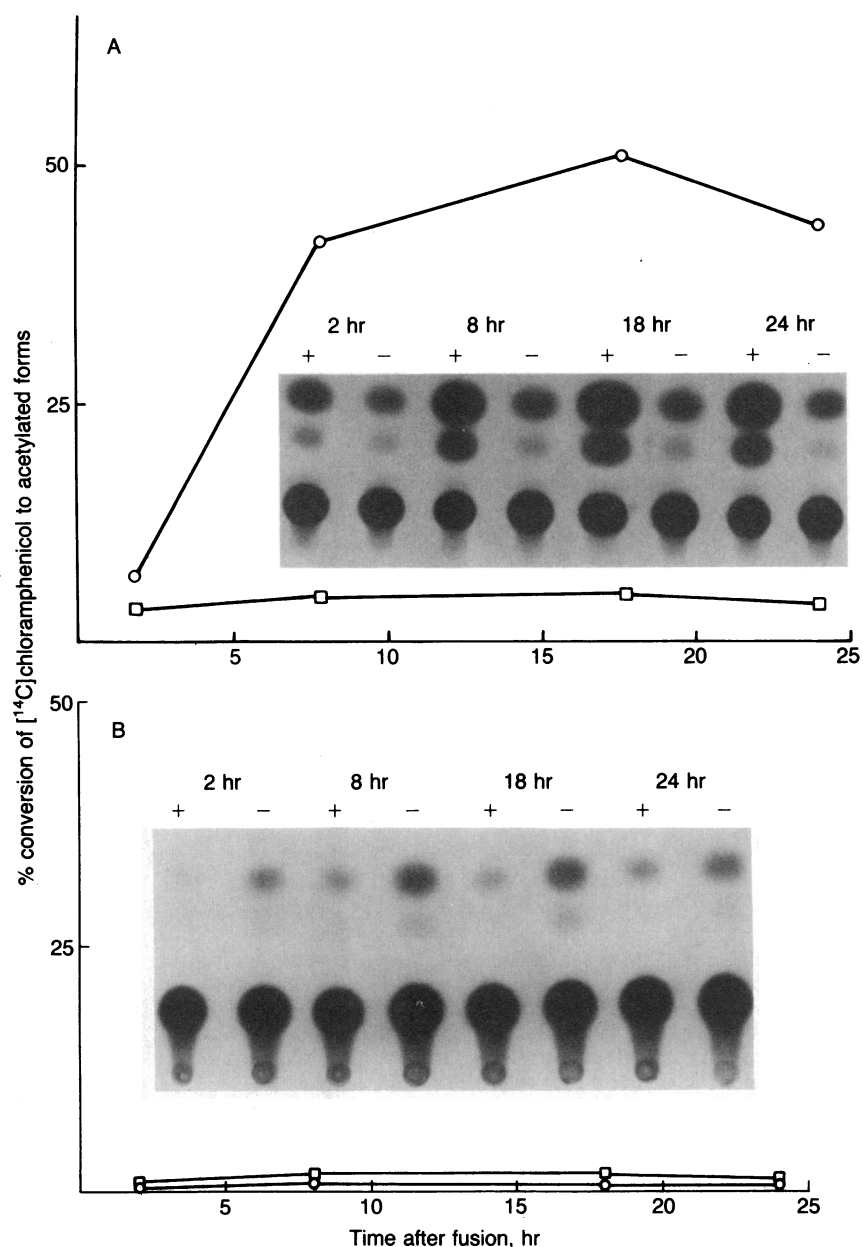 A
50
25
2 hr 8 hr 18 hr 24 hr
+ − + − + − + −
5 10 15 20 25
% conversion of [¹⁴C]chloramphenicol to acetylated forms
50
B
2 hr 8 hr 18 hr 24 hr
+ − + − + − + −
25
5 10 15 20 25
Time after fusion, hr